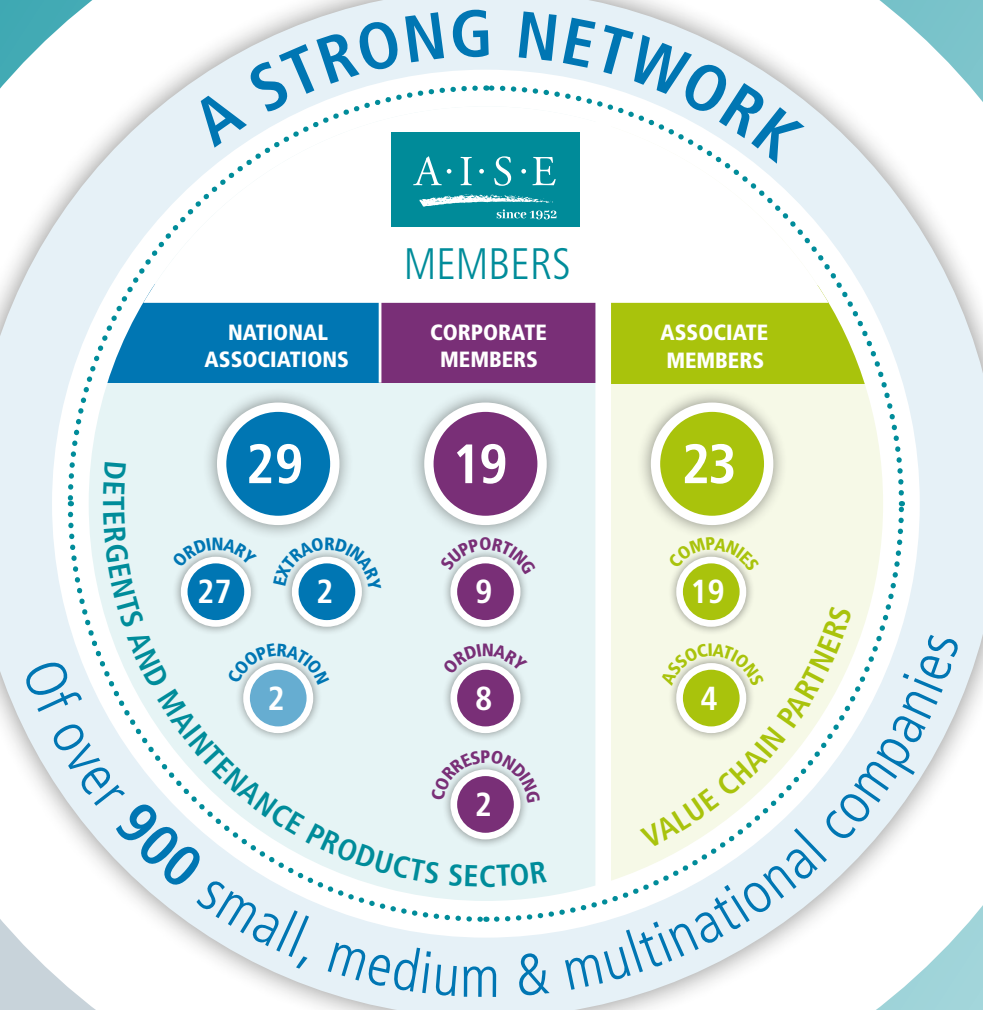 A STRONG NETWORK
A·I·S·E
since 1952
MEMBERS
NATIONAL
ASSOCIATIONS
29
ORDINARY
27
EXTRAORDINARY
2
COOPERATION
2
CORPORATE
MEMBERS
19
SUPPORTING
9
ORDINARY
8
CORRESPONDING
2
DETERGENTS AND MAINTENANCE PRODUCTS SECTOR
ASSOCIATE
MEMBERS
23
COMPANIES
19
ASSOCIATIONS
4
VALUE CHAIN PARTNERS
Of over 900 small, medium & multinational companies